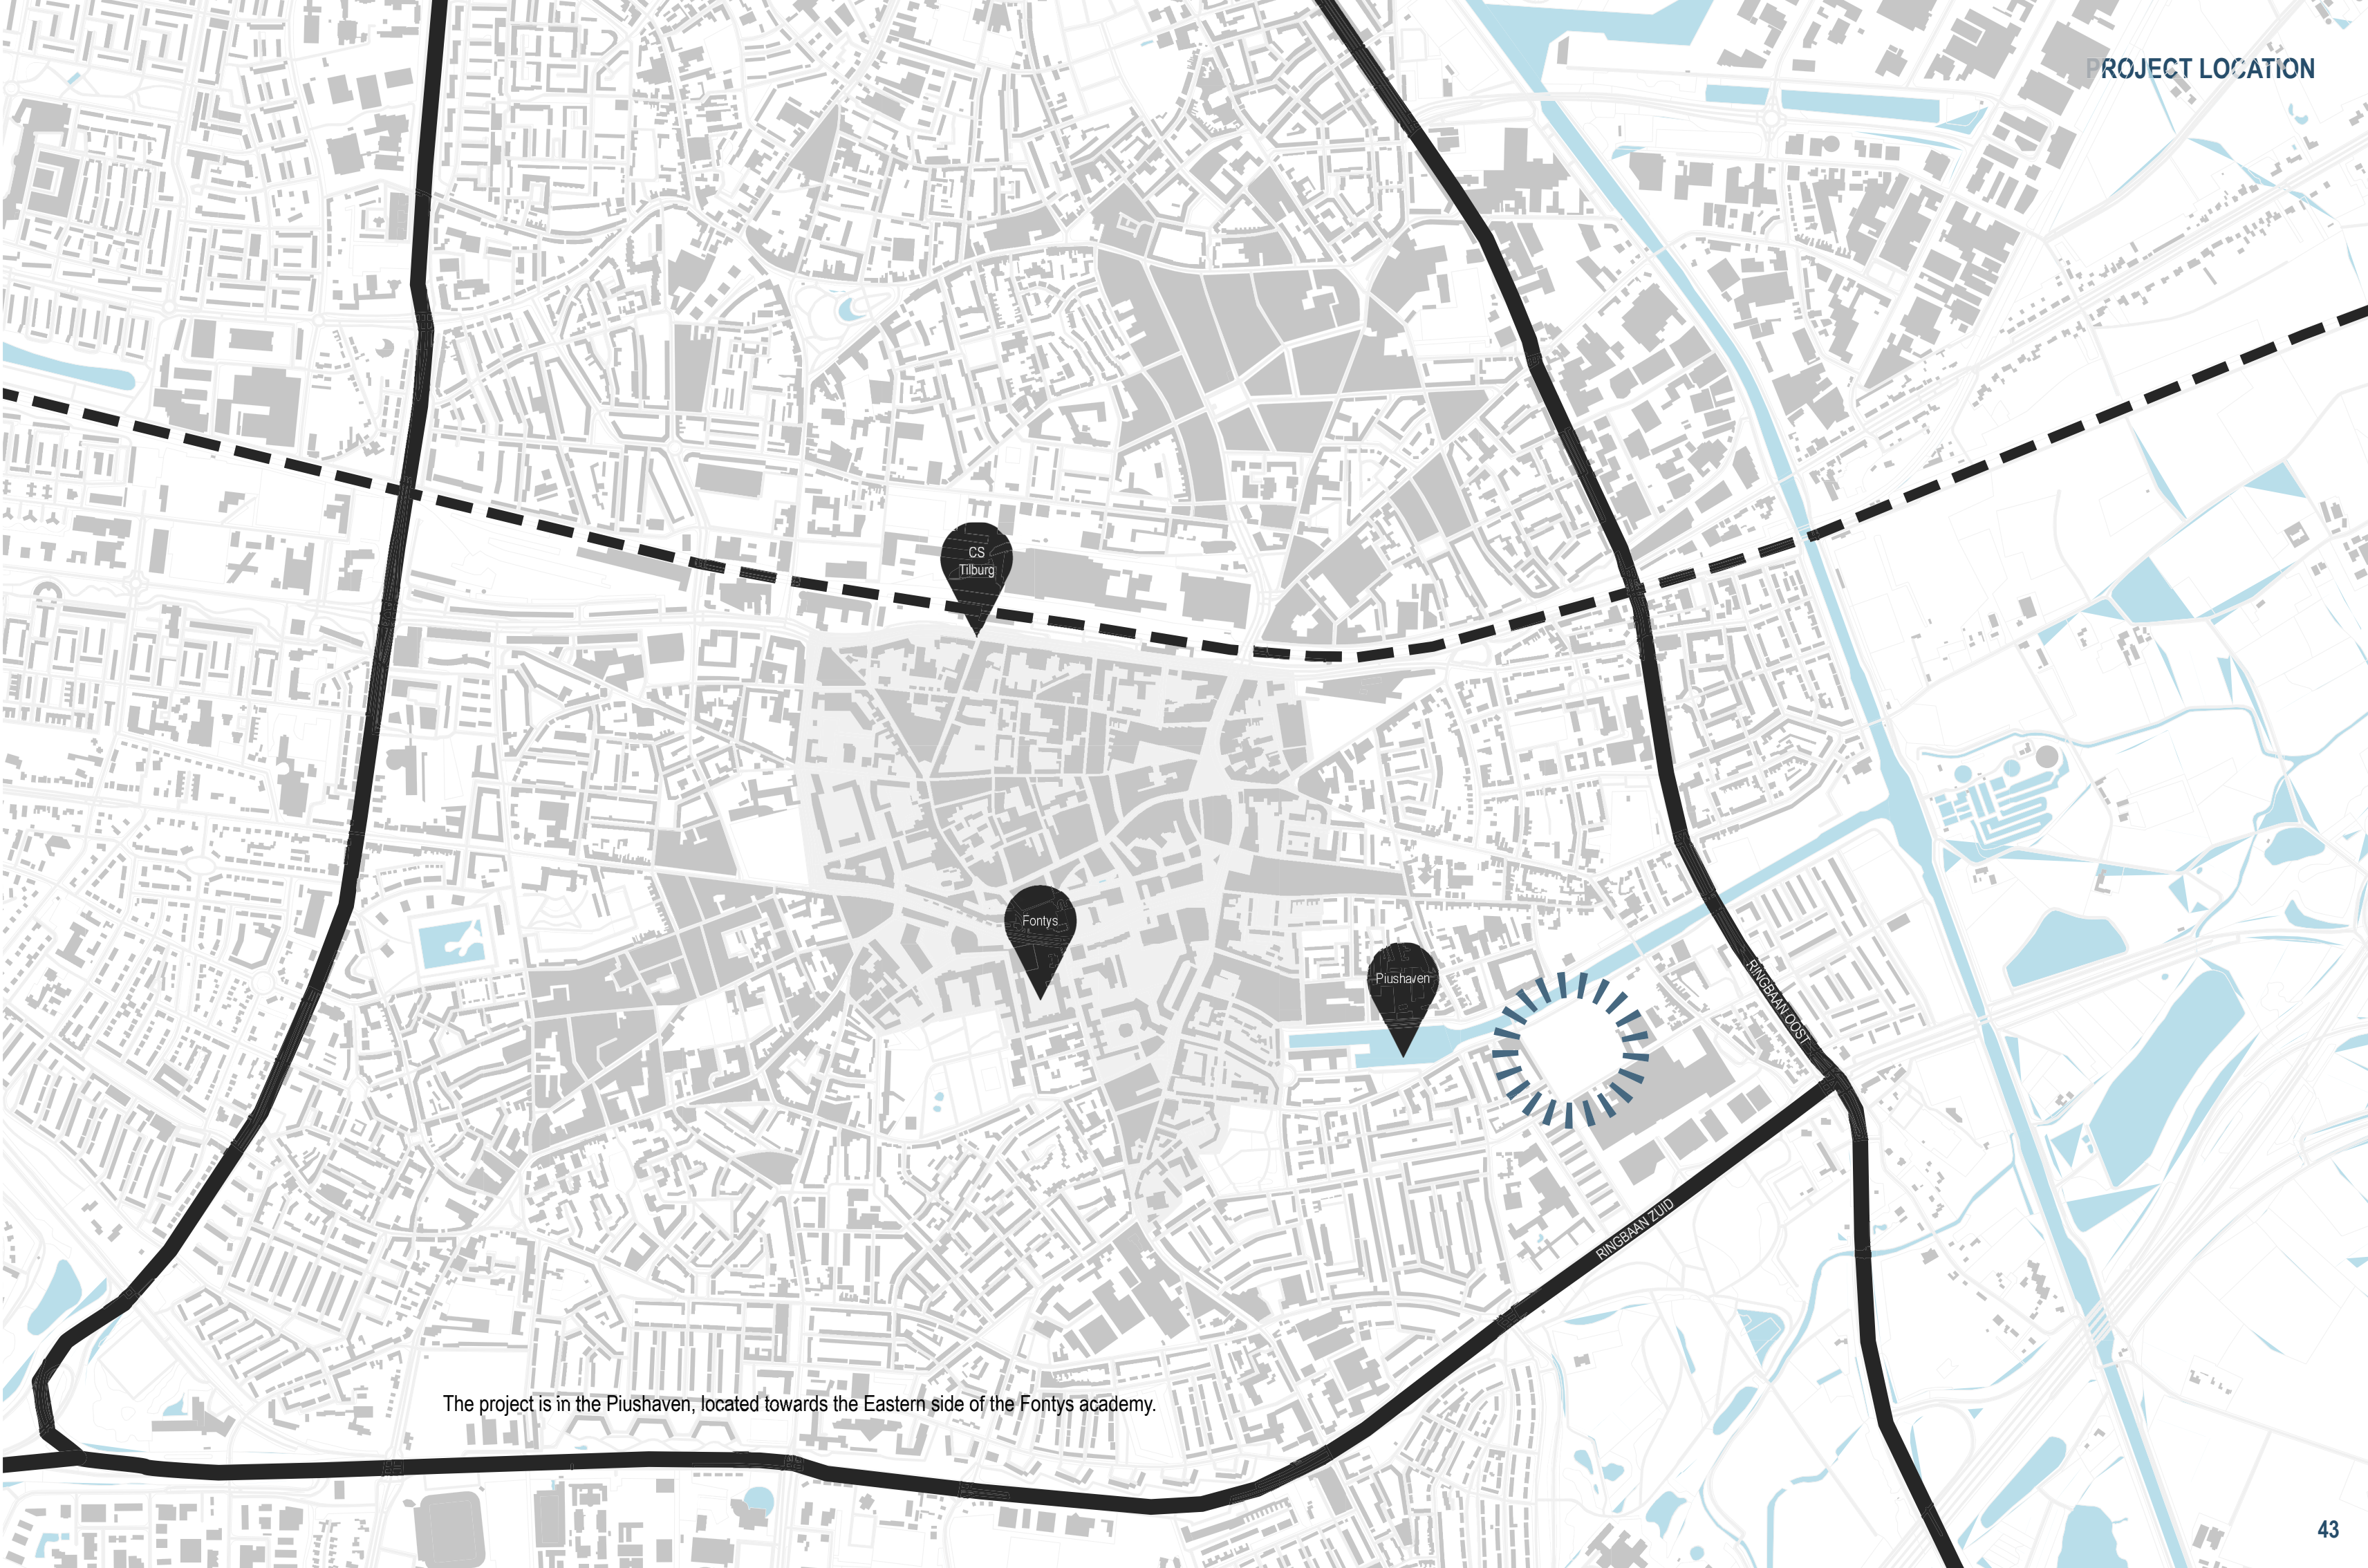 PROJECT LOCATION
CS
Tilburg
Fontys
Piushaven
RINGBAAN OOST
RINGBAAN ZUID
The project is in the Piushaven, located towards the Eastern side of the Fontys academy.
43